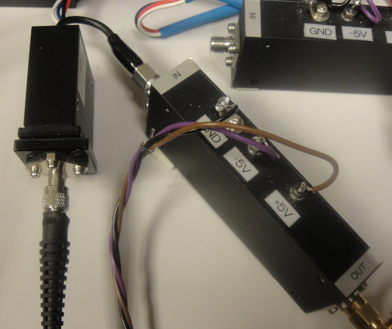 IN
GND
-5V
IN
GND
-5V
+5V
OUT